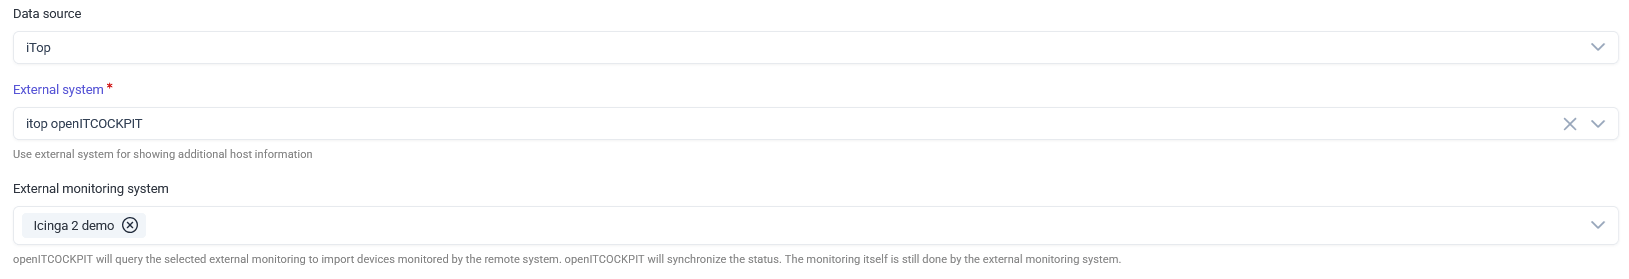 Data source
iTop
External system *
itop openITCOCKPIT
Use external system for showing additional host information
External monitoring system
Icinga 2 demo
openITCOCKPIT will query the selected external monitoring to import devices monitored by the remote system. openITCOCKPIT will synchronize the status. The monitoring itself is still done by the external monitoring system.